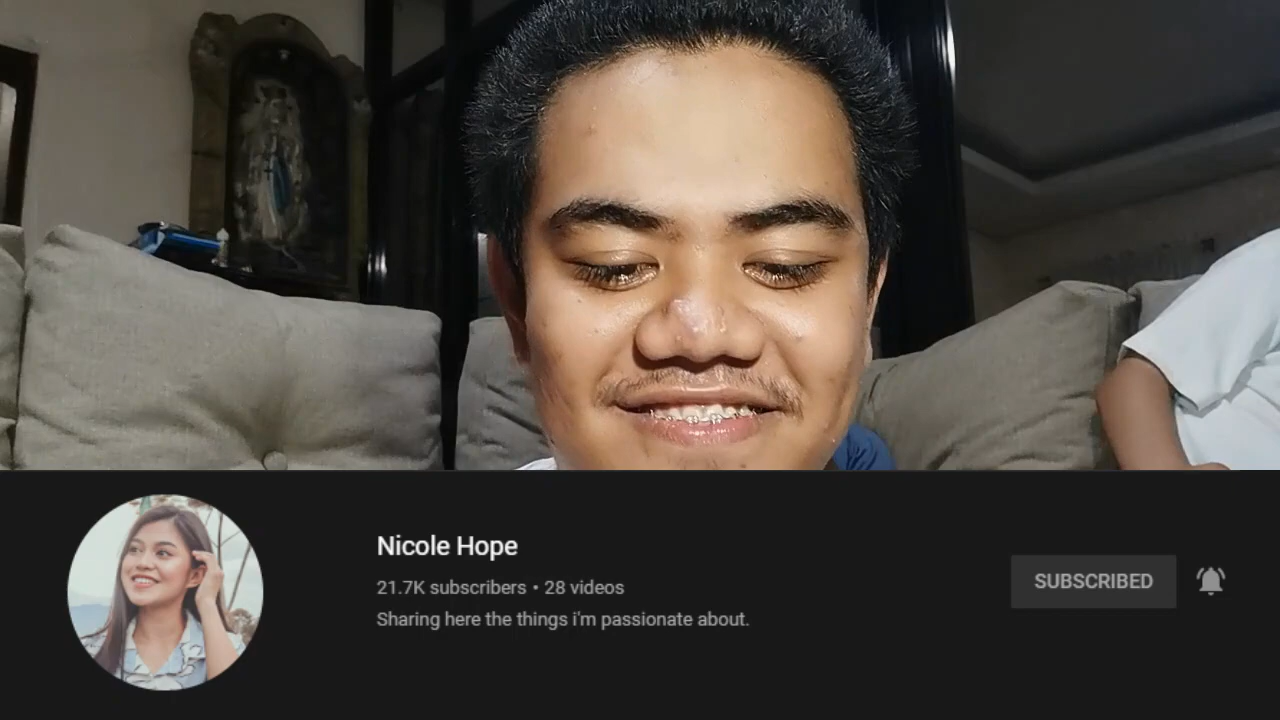 Nicole Hope
21.7K subscribers • 28 videos
Sharing here the things i'm passionate about.
SUBSCRIBED